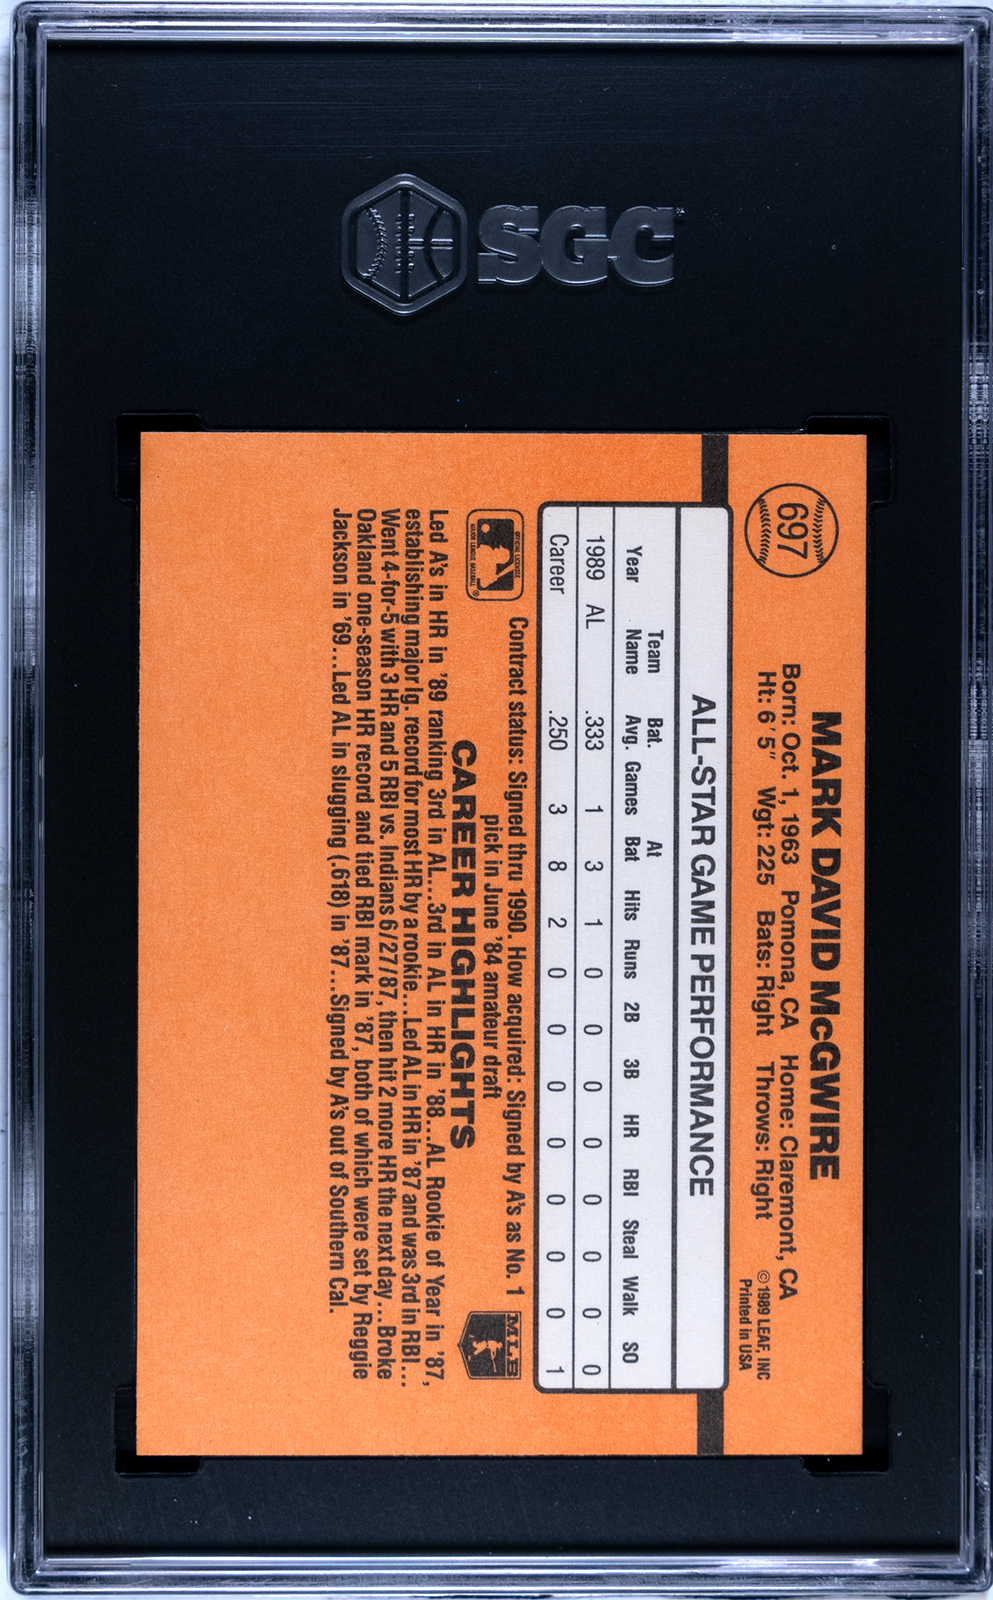 SGC
697
MARK DAVID McGWIRE
Born: Oct. 1, 1963 Pomona, CA Home: Claremont, CA
Ht: 6'5" Wgt: 225 Bats: Right Throws: Right
© 1989 LEAF, INC
Printed in USA
ALL-STAR GAME PERFORMANCE
Year Team Name Bat. Avg. Games At Bat Hits Runs 2B 3B HR RBI Steal Walk SO
1989 AL .333 1 3 1 0 0 0 0 0 0 0 0
Career .250 3 8 2 0 0 0 0 0 0 0 1
OFFICIAL LICENSEE
MAJOR LEAGUE BASEBALL ®
Contract status: Signed thru 1990. How acquired: Signed by A's as No. 1
pick in June '84 amateur draft
MLB
CAREER HIGHLIGHTS
Led A's in HR in '89 ranking 3rd in AL...3rd in AL in HR in '88...AL Rookie of Year in '87,
establishing major lg. record for most HR by a rookie...Led AL in HR in '87 and was 3rd in RBI...
Went 4-for-5 with 3 HR and 5 RBI vs. Indians 6/27/87, then hit 2 more HR the next day...Broke
Oakland one-season HR record and tied RBI mark in '87, both of which were set by Reggie
Jackson in '69...Led AL in slugging (.618) in '87...Signed by A's out of Southern Cal.